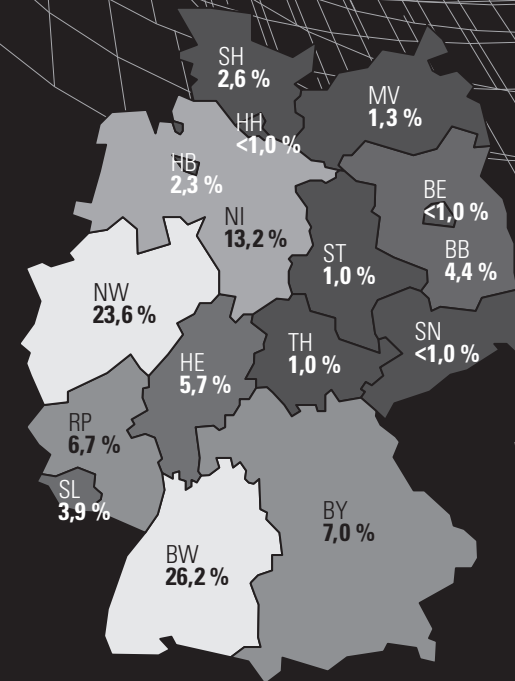 SH
2,6 %
MV
1,3 %
HH
<1,0 %
HB
2,3 %
BE
<1,0 %
NI
13,2 %
ST
1,0 %
BB
4,4 %
NW
23,6 %
SN
<1,0 %
TH
1,0 %
HE
5,7 %
RP
6,7 %
SL
3,9 %
BY
7,0 %
BW
26,2 %